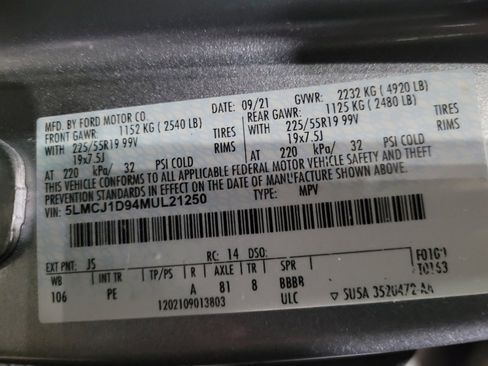 MFD. BY FORD MOTOR CO.
DATE: 09/21 GVWR: 2232 KG ( 4920 LB)
FRONT GAWR: 1152 KG ( 2540 LB) REAR GAWR: 1125 KG ( 2480 LB)
WITH 225/55R19 99V TIRES WITH 225/55R19 99V TIRES
19x7.5J RIMS 19x7.5J RIMS
AT 220 kPa/ 32 PSI COLD AT 220 kPa/ 32 PSI COLD
THIS VEHICLE CONFORMS TO ALL APPLICABLE FEDERAL MOTOR VEHICLE SAFETY, BUMPER, AND THEFT
PREVENTION STANDARDS IN EFFECT ON THE DATE OF MANUFACTURE SHOWN ABOVE.
VIN: 5LMCJ1D94MUL21250 TYPE: MPV
EXT PNT: J5 RC: 14 DSO:
WB INT TR TP/PS R AXLE TR SPR
106 PE A 81 8 BBBR
1202109013803 ULC
5U5A 3520472 AA